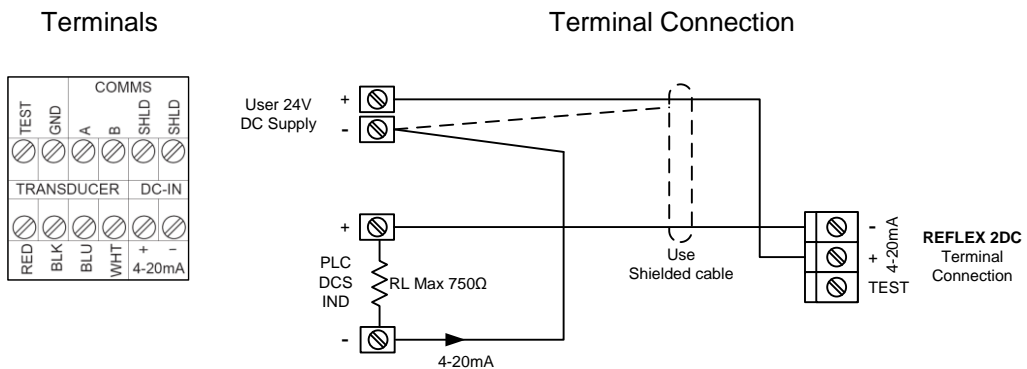 Terminals
Terminal Connection
COMMS
TEST
GND
A
B
SHLD
SHLD
TRANSDUCER
DC-IN
RED
BLK
BLU
WHT
+
-
4-20mA
User 24V
DC Supply
+
-
+
PLC
DCS
IND
RL Max 750Ω
-
4-20mA
Use
Shielded cable
-
+
4-20mA
TEST
REFLEX 2DC
Terminal
Connection